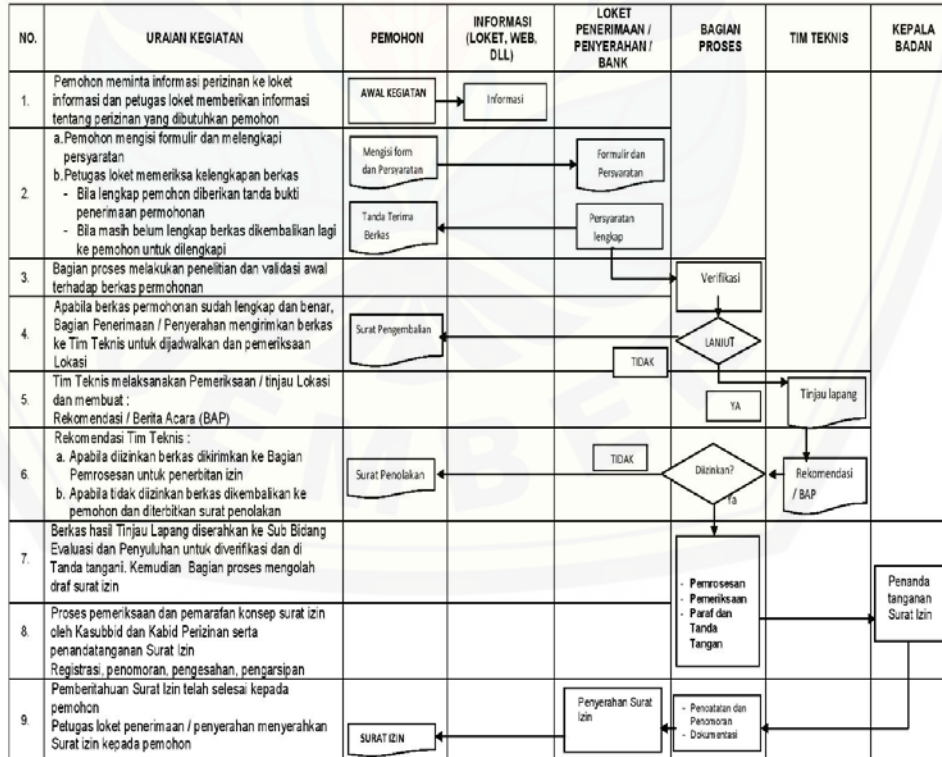 NO.
URAIAN KEGIATAN
PEMOHON
INFORMASI
(LOKET, WEB,
DLL)
LOKET
PENERIMAAN /
PENYERAHAN /
BANK
BAGIAN
PROSES
TIM TEKNIS
KEPALA
BADAN
1.
Pemohon meminta informasi perizinan ke loket
informasi dan petugas loket memberikan informasi
tentang perizinan yang dibutuhkan pemohon
AWAL KEGIATAN
Informasi
2.
a.Pemohon mengisi formulir dan melengkapi
persyaratan
b.Petugas loket memeriksa kelengkapan berkas
- Bila lengkap pemohon diberikan tanda bukti
penerimaan permohonan
- Bila masih belum lengkap berkas dikembalikan lagi
ke pemohon untuk dilengkapi
Mengisi form
dan Persyaratan
Formulir dan
Persyaratan
Tanda Terima
Berkas
Persyaratan
lengkap
3.
Bagian proses melakukan penelitian dan validasi awal
terhadap berkas permohonan
Verifikasi
4.
Apabila berkas permohonan sudah lengkap dan benar,
Bagian Penerimaan / Penyerahan mengirimkan berkas
ke Tim Teknis untuk dijadwalkan dan pemeriksaan
Lokasi
Surat Pengembalian
LANJUT
TIDAK
5.
Tim Teknis melaksanakan Pemeriksaan / tinjau Lokasi
dan membuat :
Rekomendasi / Berita Acara (BAP)
YA
Tinjau lapang
6.
Rekomendasi Tim Teknis :
a. Apabila diizinkan berkas dikirimkan ke Bagian
Pemrosesan untuk penerbitan izin
b. Apabila tidak diizinkan berkas dikembalikan ke
pemohon dan diterbitkan surat penolakan
Surat Penolakan
TIDAK
Diizinkan?
Ya
Rekomendasi
/ BAP
7.
Berkas hasil Tinjau Lapang diserahkan ke Sub Bidang
Evaluasi dan Penyuluhan untuk diverifikasi dan di
Tanda tangani. Kemudian Bagian proses mengolah
draf surat izin
- Pemrosesan
- Pemeriksaan
- Paraf dan
Tanda
Tangan
Penanda
tanganan
Surat Izin
8.
Proses pemeriksaan dan pemarafan konsep surat izin
oleh Kasubbid dan Kabid Perizinan serta
penandatanganan Surat Izin
Registrasi, penomoran, pengesahan, pengarsipan
9.
Pemberitahuan Surat Izin telah selesai kepada
pemohon
Petugas loket penerimaan / penyerahan menyerahkan
Surat izin kepada pemohon
SURAT IZIN
Penyerahan Surat
Izin
- Pencatatan dan
Penomoran
- Dokumentasi